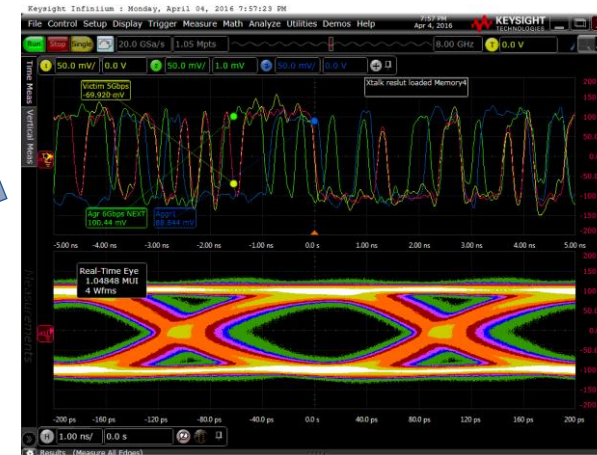 Keysight Infiniium : Monday, April 04, 2016 7:57:23 PM
File Control Setup Display Trigger Measure Math Analyze Utilities Demos Help
7:57 PM
Apr 4, 2016
KEYSIGHT
TECHNOLOGIES
Run Stop Single 20.0 GSa/s 1.05 Mpts 8.00 GHz T 0.0 V
1 50.0 mV/ 0.0 V 2 50.0 mV/ 1.0 mV 50.0 mV/ 0.0 V
Time Meas
Vertical Meas
Measurements
Victim 5Gbps
-69.920 mV
Xtalk reslut loaded Memory4
Agr 6Gbps NEXT
100.44 mV
Aggr1
-5.00 ns -4.00 ns -3.00 ns -2.00 ns -1.00 ns 0.0 s 1.00 ns 2.00 ns 3.00 ns 4.00 ns 5.00 ns
Real-Time Eye
1.04848 MUI
4 Wfms
-200 ps -160 ps -120 ps -80.0 ps -40.0 ps 0.0 s 40.0 ps 80.0 ps 120 ps 160 ps 200 ps
H 1.00 ns/ 0.0 s
Results (Measure All Edges)